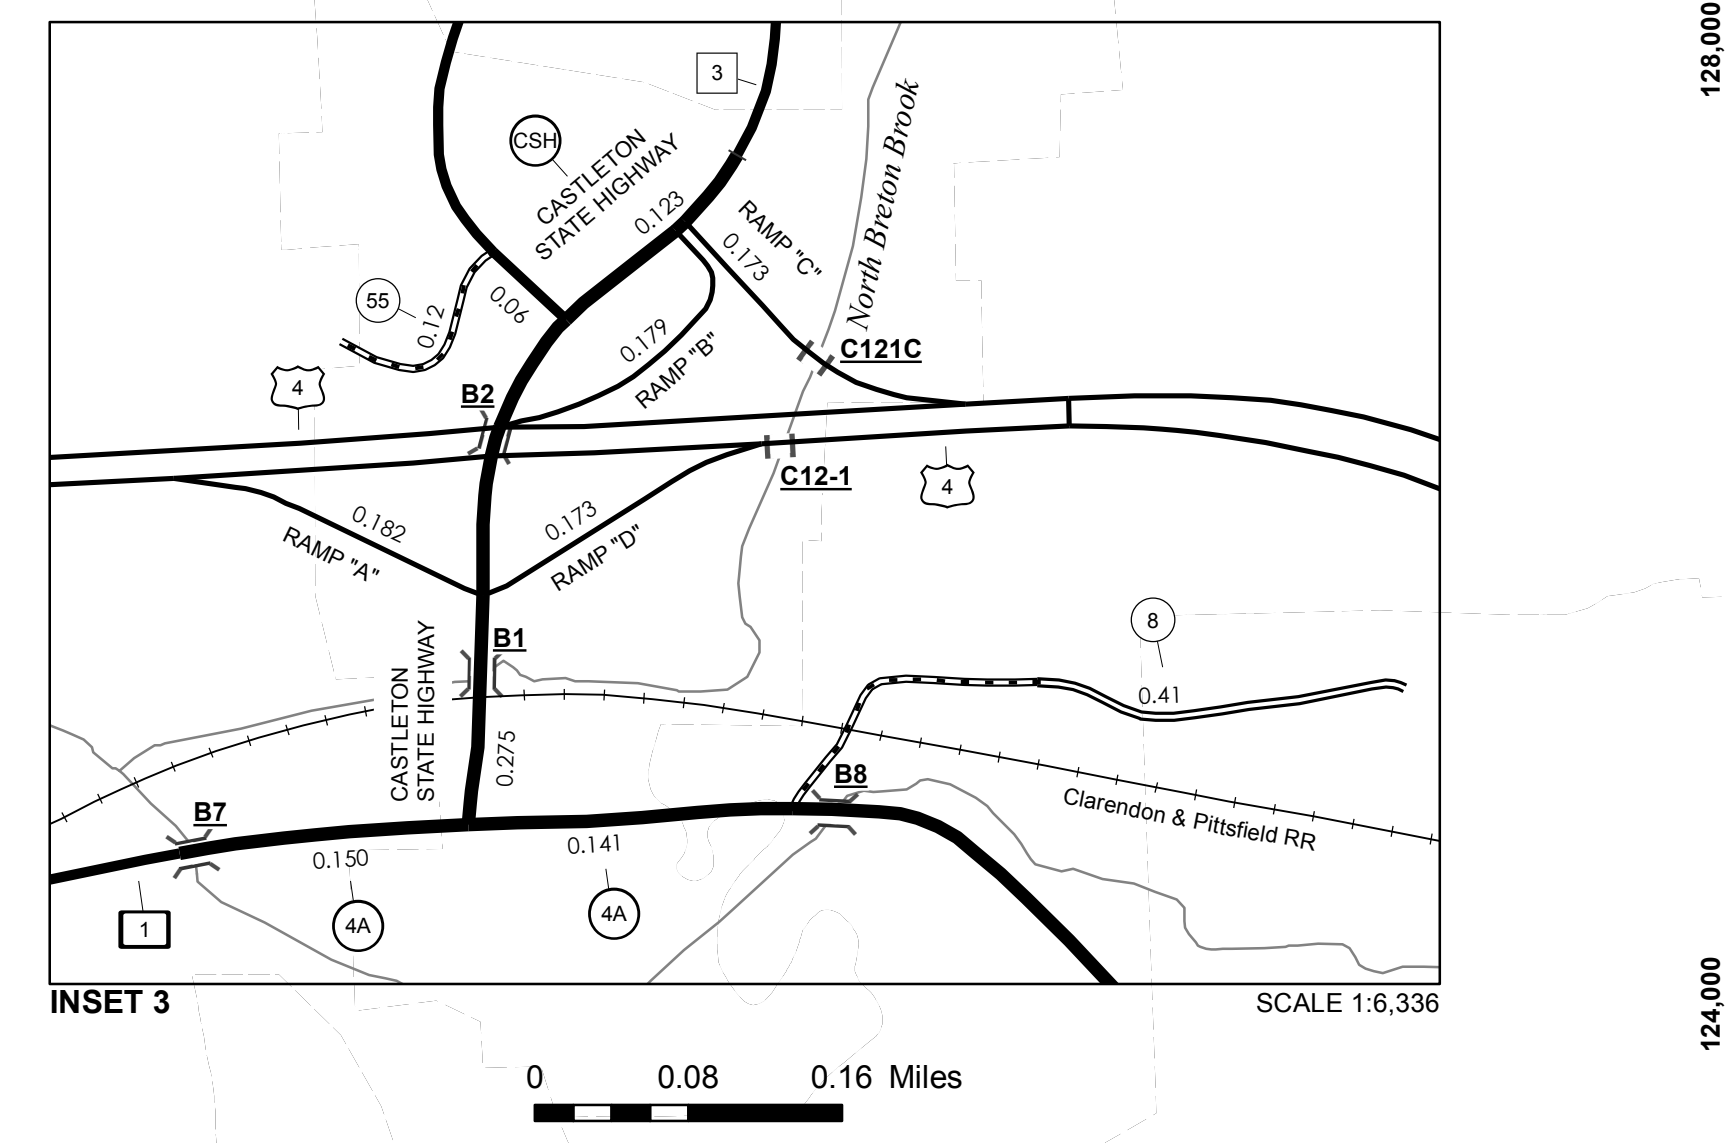 128,000
3
CSH
CASTLETON
STATE HIGHWAY
0.123
North Breton Brook
RAMP "C"
0.173
55
0.12
0.06
0.179
RAMP "B"
C121C
4
B2
C12-1
4
0.182
RAMP "A"
0.173
RAMP "D"
8
B1
CASTLETON
STATE HIGHWAY
0.41
0.275
B8
Clarendon & Pittsfield RR
B7
0.150
0.141
1
4A
4A
INSET 3
SCALE 1:6,336
124,000
0 0.08 0.16 Miles